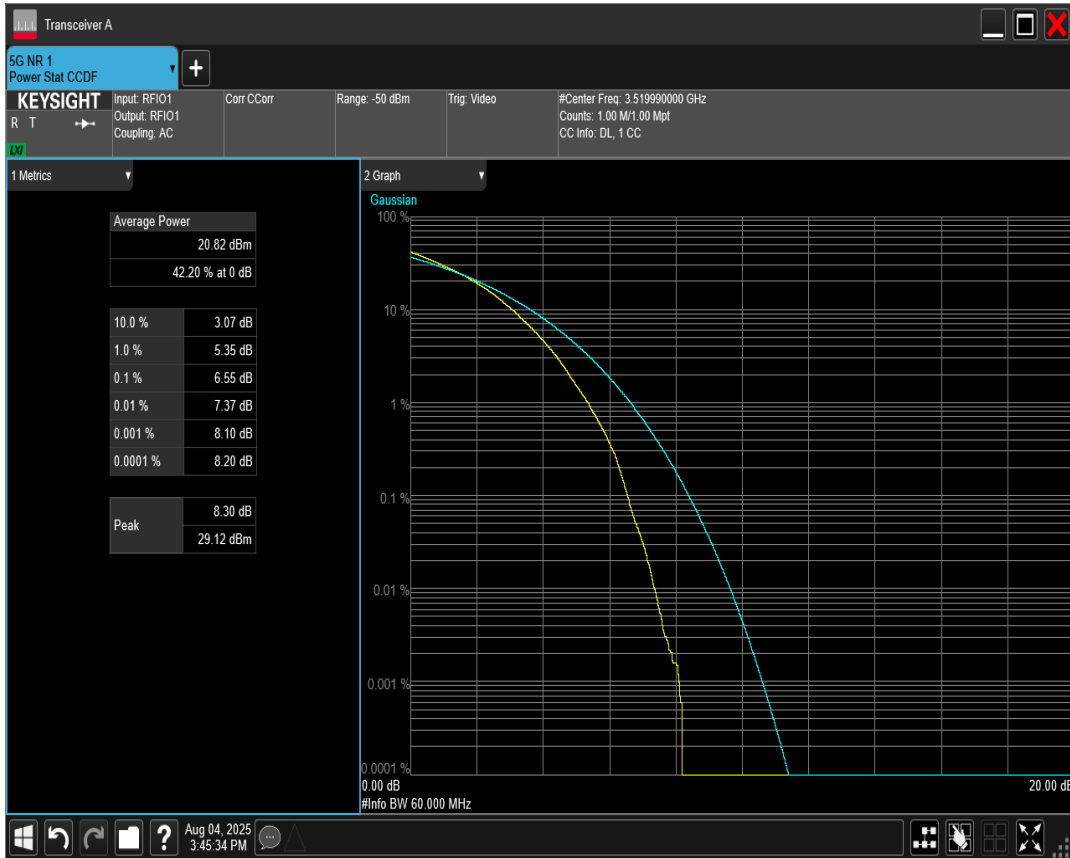 Transceiver A
5G NR 1
Power Stat CCDF
KEYSIGHT
R T
LXI
Input: RFIO1
Output: RFIO1
Coupling: AC
Corr CCorr
Range: -50 dBm
Trig: Video
#Center Freq: 3.519990000 GHz
Counts: 1.00 M/1.00 Mpt
CC Info: DL, 1 CC
1 Metrics
Average Power
20.82 dBm
42.20 % at 0 dB
10.0 % 3.07 dB
1.0 % 5.35 dB
0.1 % 6.55 dB
0.01 % 7.37 dB
0.001 % 8.10 dB
0.0001 % 8.20 dB
Peak
8.30 dB
29.12 dBm
2 Graph
Gaussian
100 %
10 %
1 %
0.1 %
0.01 %
0.001 %
0.0001 %
0.00 dB
20.00 dB
#Info BW 60.000 MHz
?
Aug 04, 2025
3:45:34 PM